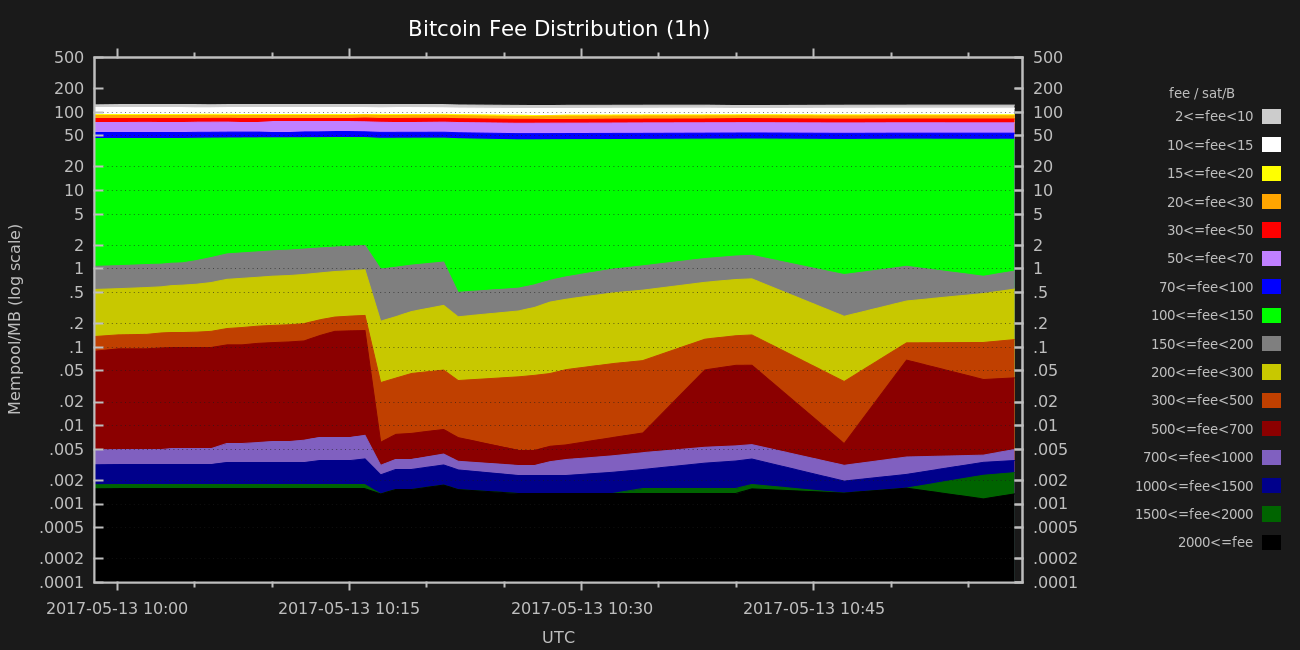 Bitcoin Fee Distribution (1h)
Mempool/MB (log scale)
500
200
100
50
20
10
5
2
1
.5
.2
.1
.05
.02
.01
.005
.002
.001
.0005
.0002
.0001
500
200
100
50
20
10
5
2
1
.5
.2
.1
.05
.02
.01
.005
.002
.001
.0005
.0002
.0001
2017-05-13 10:00
2017-05-13 10:15
2017-05-13 10:30
2017-05-13 10:45
UTC
fee / sat/B
2<=fee<10
10<=fee<15
15<=fee<20
20<=fee<30
30<=fee<50
50<=fee<70
70<=fee<100
100<=fee<150
150<=fee<200
200<=fee<300
300<=fee<500
500<=fee<700
700<=fee<1000
1000<=fee<1500
1500<=fee<2000
2000<=fee